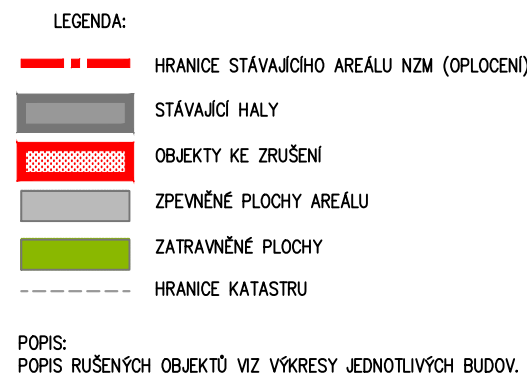 LEGENDA:
HRANICE STÁVAJÍCÍHO AREÁLU NZM (OPLOCENÍ)
STÁVAJÍCÍ HALY
OBJEKTY KE ZRUŠENÍ
ZPEVNĚNÉ PLOCHY AREÁLU
ZATRAVNĚNÉ PLOCHY
HRANICE KATASTRU
POPIS:
POPIS RUŠENÝCH OBJEKTŮ VIZ VÝKRESY JEDNOTLIVÝCH BUDOV.